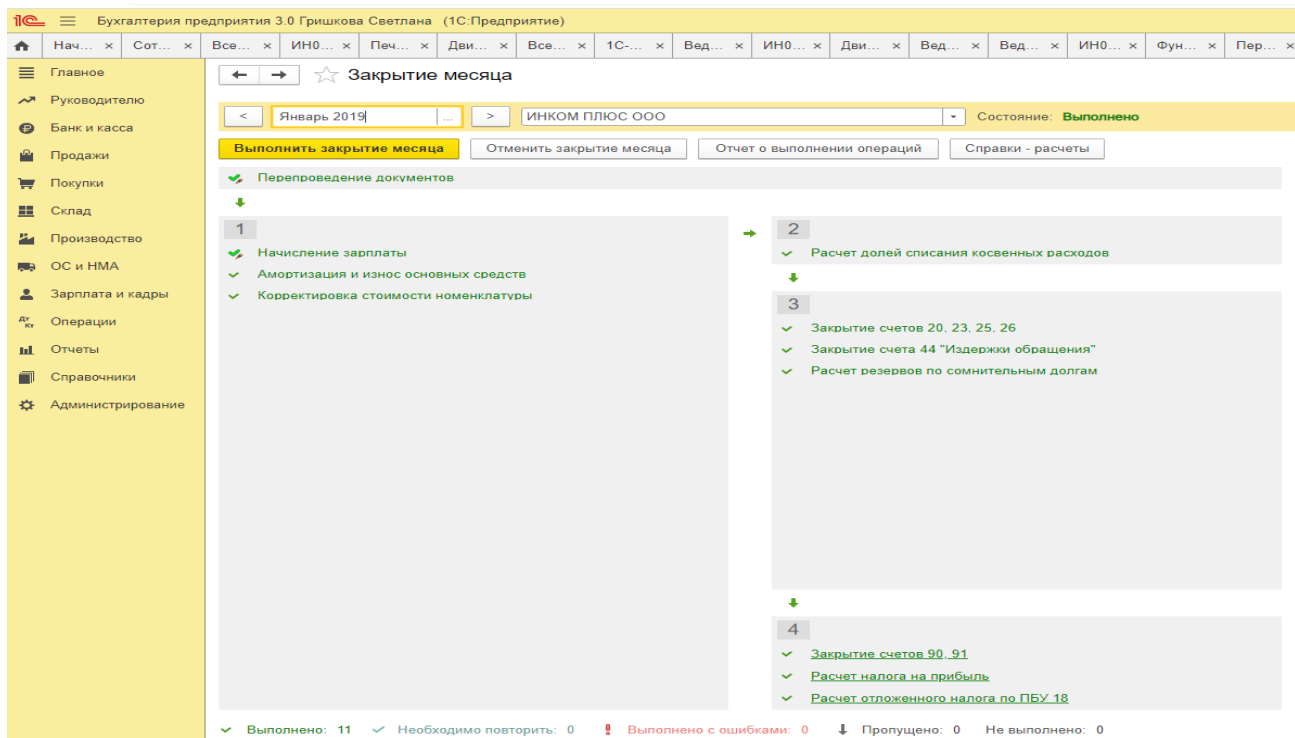 1С Бухгалтерия предприятия 3.0 Гришкова Светлана (1С:Предприятие)
Нач... × Сот... × Все... × ИН0... × Печ... × Дви... × Все... × 1С-... × Вед... × ИН0... × Дви... × Вед... × Вед... × ИН0... × Фун... × Пер... ×
Главное
Руководителю
Банк и касса
Продажи
Покупки
Склад
Производство
ОС и НМА
Зарплата и кадры
Дт Кт Операции
Отчеты
Справочники
Администрирование
Закрытие месяца
< Январь 2019 ... > ИНКОМ ПЛЮС ООО Состояние: Выполнено
Выполнить закрытие месяца Отменить закрытие месяца Отчет о выполнении операций Справки - расчеты
Перепроведение документов
1
Начисление зарплаты
Амортизация и износ основных средств
Корректировка стоимости номенклатуры
2
Расчет долей списания косвенных расходов
3
Закрытие счетов 20, 23, 25, 26
Закрытие счета 44 "Издержки обращения"
Расчет резервов по сомнительным долгам
4
Закрытие счетов 90, 91
Расчет налога на прибыль
Расчет отложенного налога по ПБУ 18
Выполнено: 11 Необходимо повторить: 0 Выполнено с ошибками: 0 Пропущено: 0 Не выполнено: 0